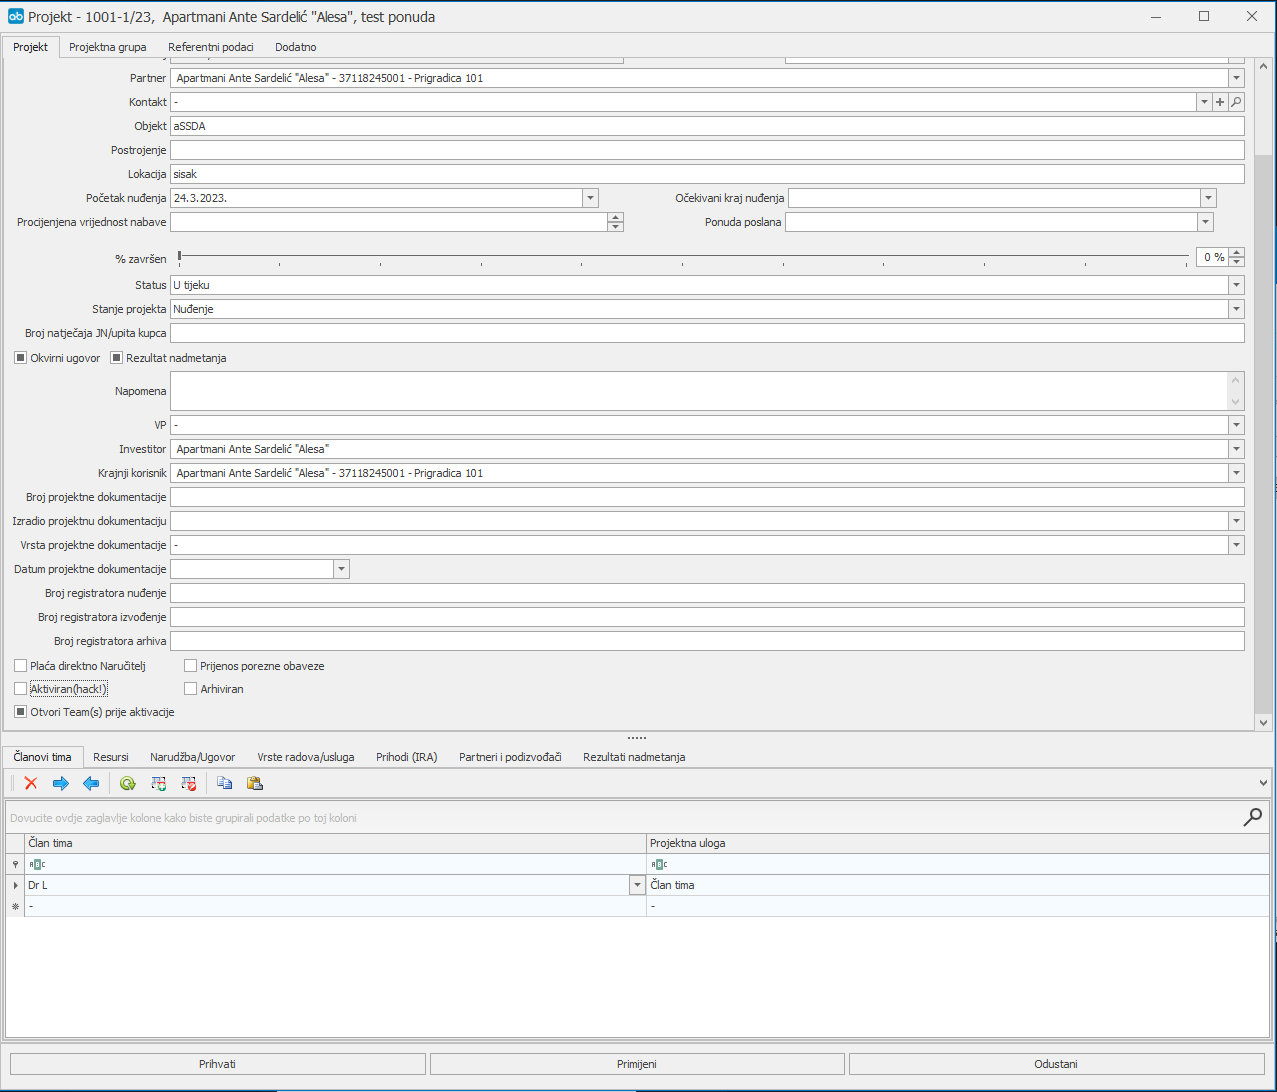 Projekt - 1001-1/23, Apartmani Ante Sardelić "Alesa", test ponuda
Projekt Projektna grupa Referentni podaci Dodatno
Partner Apartmani Ante Sardelić "Alesa" - 37118245001 - Prigradica 101
Kontakt -
Objekt aSSDA
Postrojenje
Lokacija sisak
Početak nuđenja 24.3.2023. Očekivani kraj nuđenja
Procijenjena vrijednost nabave Ponuda poslana
% završen 0 %
Status U tijeku
Stanje projekta Nuđenje
Broj natječaja JN/upita kupca
Okvirni ugovor Rezultat nadmetanja
Napomena
VP -
Investitor Apartmani Ante Sardelić "Alesa"
Krajnji korisnik Apartmani Ante Sardelić "Alesa" - 37118245001 - Prigradica 101
Broj projektne dokumentacije
Izradio projektnu dokumentaciju
Vrsta projektne dokumentacije -
Datum projektne dokumentacije
Broj registratora nuđenje
Broj registratora izvođenje
Broj registratora arhiva
Plaća direktno Naručitelj Prijenos porezne obaveze
Aktiviran(hack!) Arhiviran
Otvori Team(s) prije aktivacije
Članovi tima Resursi Narudžba/Ugovor Vrste radova/usluga Prihodi (IRA) Partneri i podizvođači Rezultati nadmetanja
Dovucite ovdje zaglavlje kolone kako biste grupirali podatke po toj koloni
Član tima Projektna uloga
ABC ABC
Dr L Član tima
- -
Prihvati Primijeni Odustani